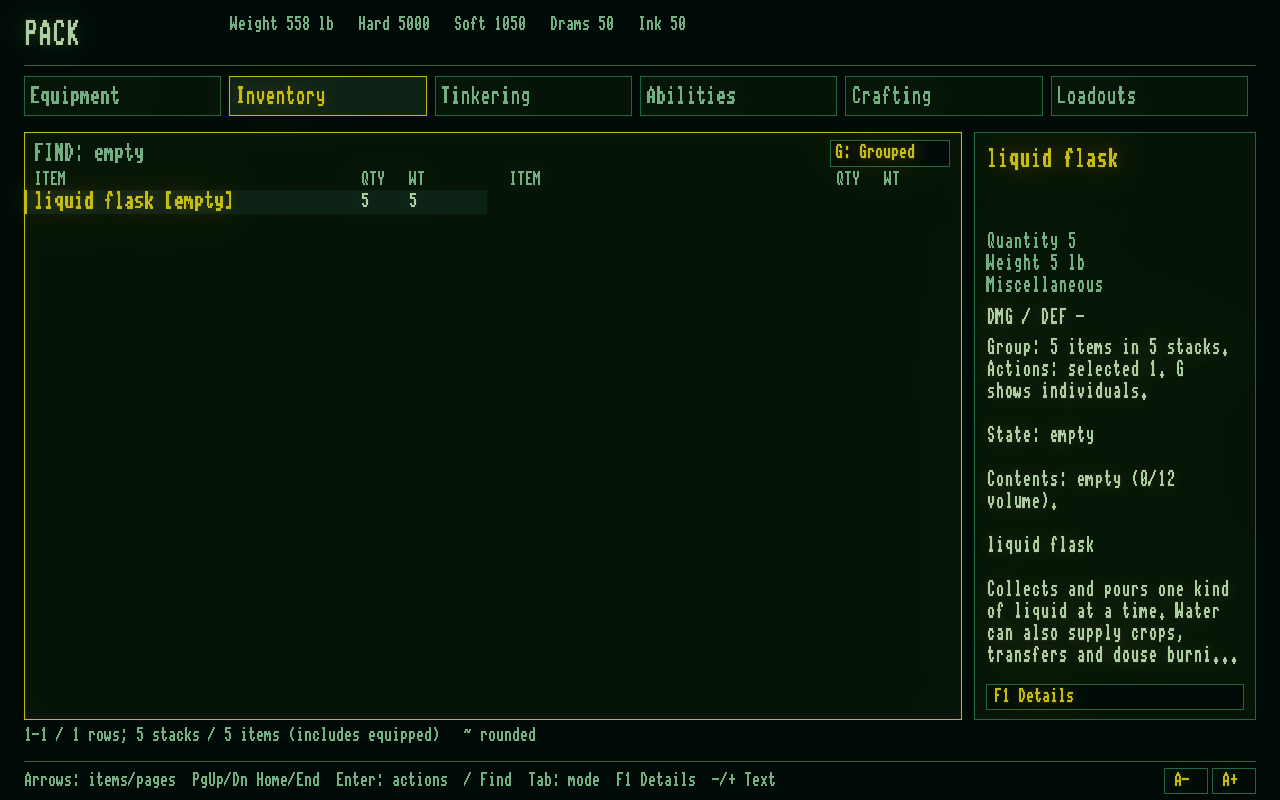 PACK
Weight 558 lb Hard 5000 Soft 1050 Drams 50 Ink 50
Equipment Inventory Tinkering Abilities Crafting Loadouts
FIND: empty
G: Grouped
ITEM QTY WT ITEM QTY WT
liquid flask [empty] 5 5
liquid flask
Quantity 5
Weight 5 lb
Miscellaneous
DMG / DEF -
Group: 5 items in 5 stacks.
Actions: selected 1. G
shows individuals.
State: empty
Contents: empty (0/12
volume).
liquid flask
Collects and pours one kind
of liquid at a time. Water
can also supply crops,
transfers and douse burni...
F1 Details
1-1 / 1 rows; 5 stacks / 5 items (includes equipped) ~ rounded
Arrows: items/pages PgUp/Dn Home/End Enter: actions / Find Tab: mode F1 Details -/+ Text
A- A+